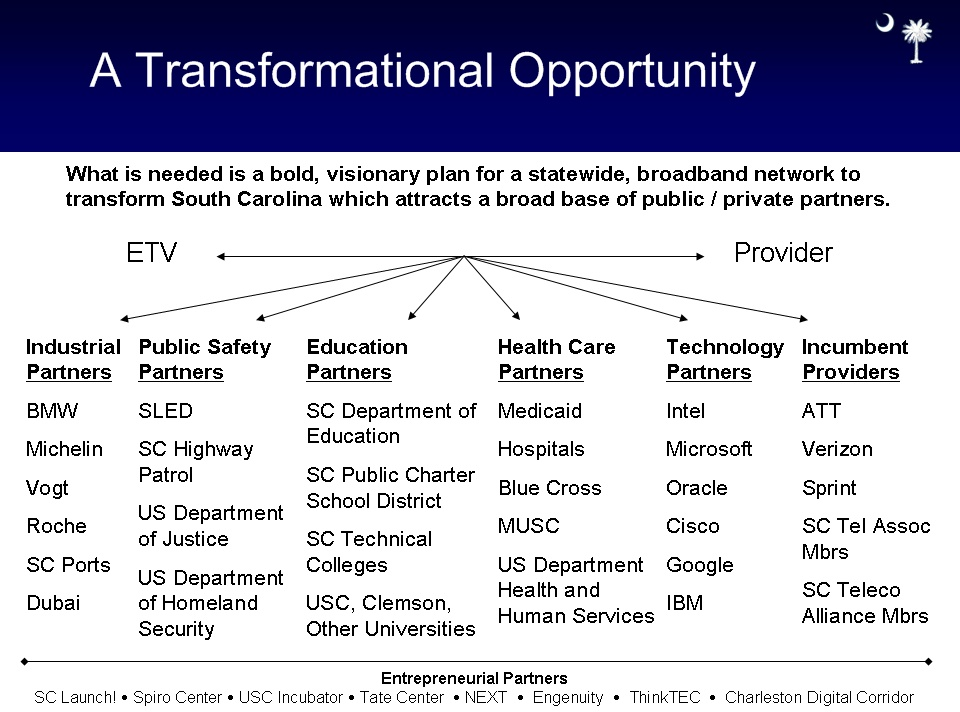 A Transformational Opportunity
What is needed is a bold, visionary plan for a statewide, broadband network to
transform South Carolina which attracts a broad base of public / private partners.
ETV
Provider
Industrial
Partners
BMW
Michelin
Vogt
Roche
SC Ports
Dubai
Public Safety
Partners
SLED
SC Highway
Patrol
US Department
of Justice
US Department
of Homeland
Security
Education
Partners
SC Department of
Education
SC Public Charter
School District
SC Technical
Colleges
USC, Clemson,
Other Universities
Health Care
Partners
Medicaid
Hospitals
Blue Cross
MUSC
US Department
Health and
Human Services
Technology
Partners
Intel
Microsoft
Oracle
Cisco
Google
IBM
Incumbent
Providers
ATT
Verizon
Sprint
SC Tel Assoc
Mbrs
SC Teleco
Alliance Mbrs
Entrepreneurial Partners
SC Launch! • Spiro Center • USC Incubator • Tate Center • NEXT • Engenuity • ThinkTEC • Charleston Digital Corridor